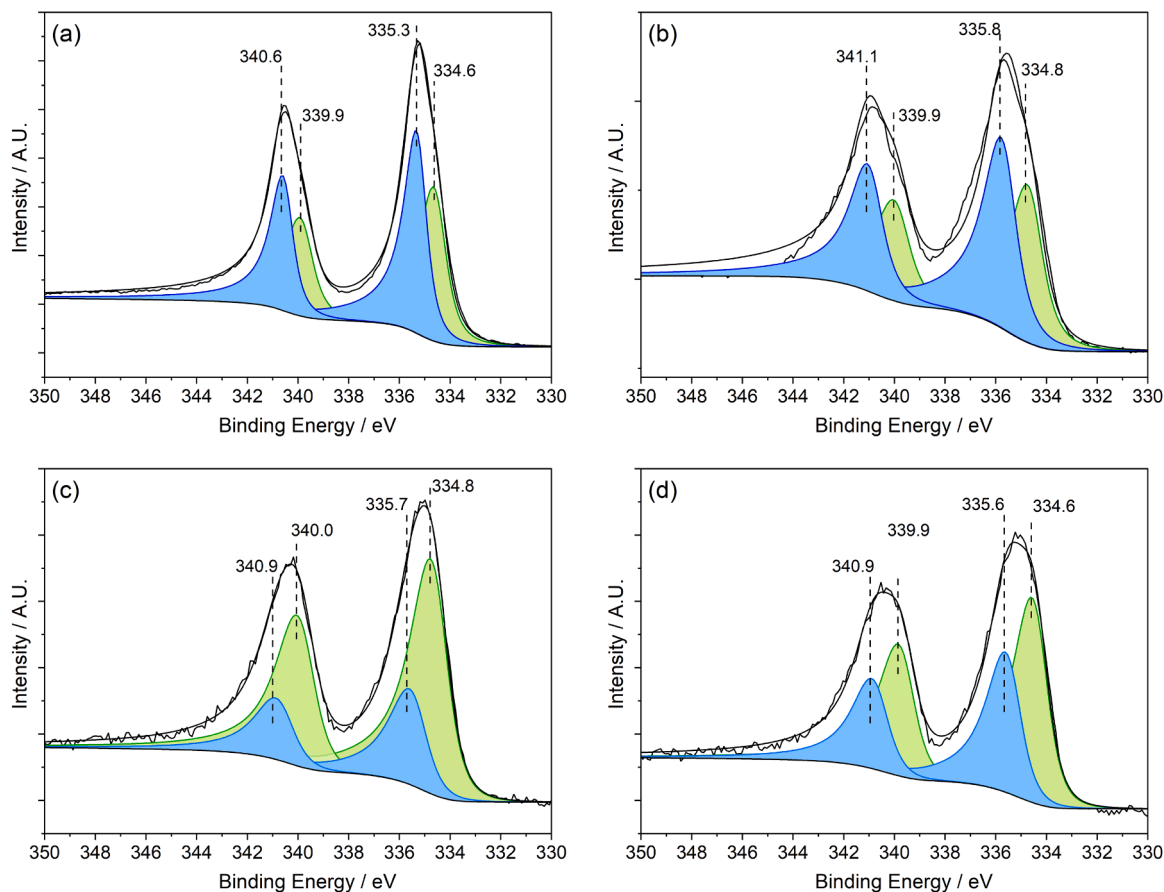 (a)
335.3
340.6
334.6
339.9
Intensity / A.U.
350 348 346 344 342 340 338 336 334 332 330
Binding Energy / eV
(b)
335.8
341.1
334.8
339.9
Intensity / A.U.
350 348 346 344 342 340 338 336 334 332 330
Binding Energy / eV
(c)
335.7
334.8
340.0
340.9
Intensity / A.U.
350 348 346 344 342 340 338 336 334 332 330
Binding Energy / eV
(d)
335.6
334.6
339.9
340.9
Intensity / A.U.
350 348 346 344 342 340 338 336 334 332 330
Binding Energy / eV